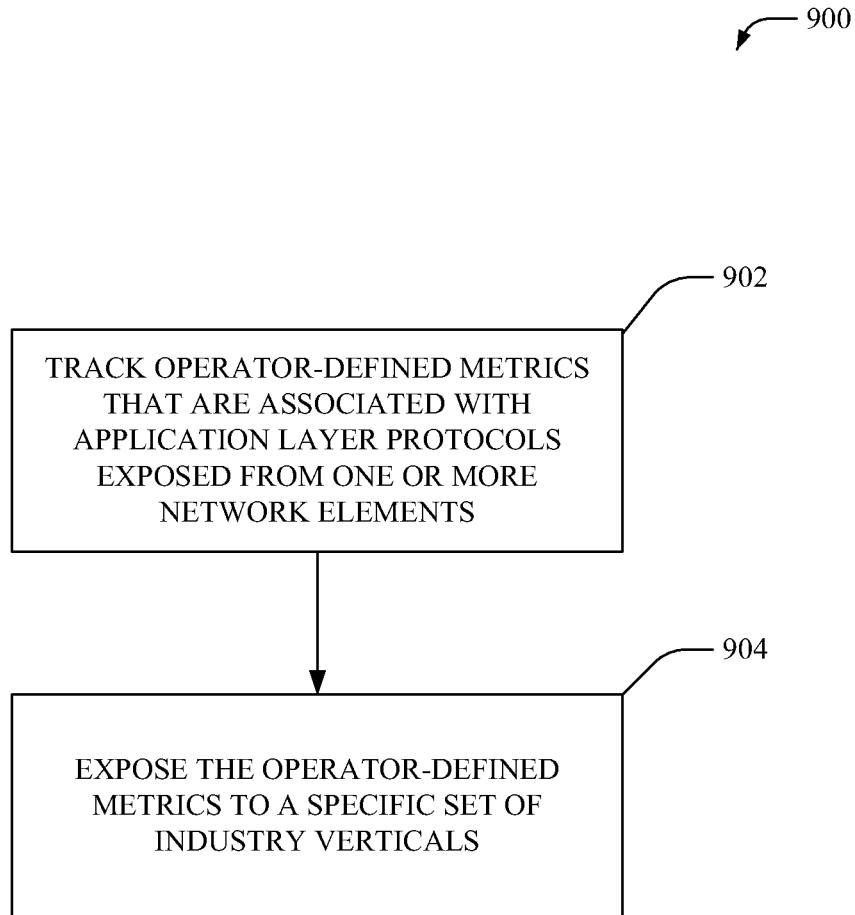 900
902
TRACK OPERATOR-DEFINED METRICS
THAT ARE ASSOCIATED WITH
APPLICATION LAYER PROTOCOLS
EXPOSED FROM ONE OR MORE
NETWORK ELEMENTS
904
EXPOSE THE OPERATOR-DEFINED
METRICS TO A SPECIFIC SET OF
INDUSTRY VERTICALS